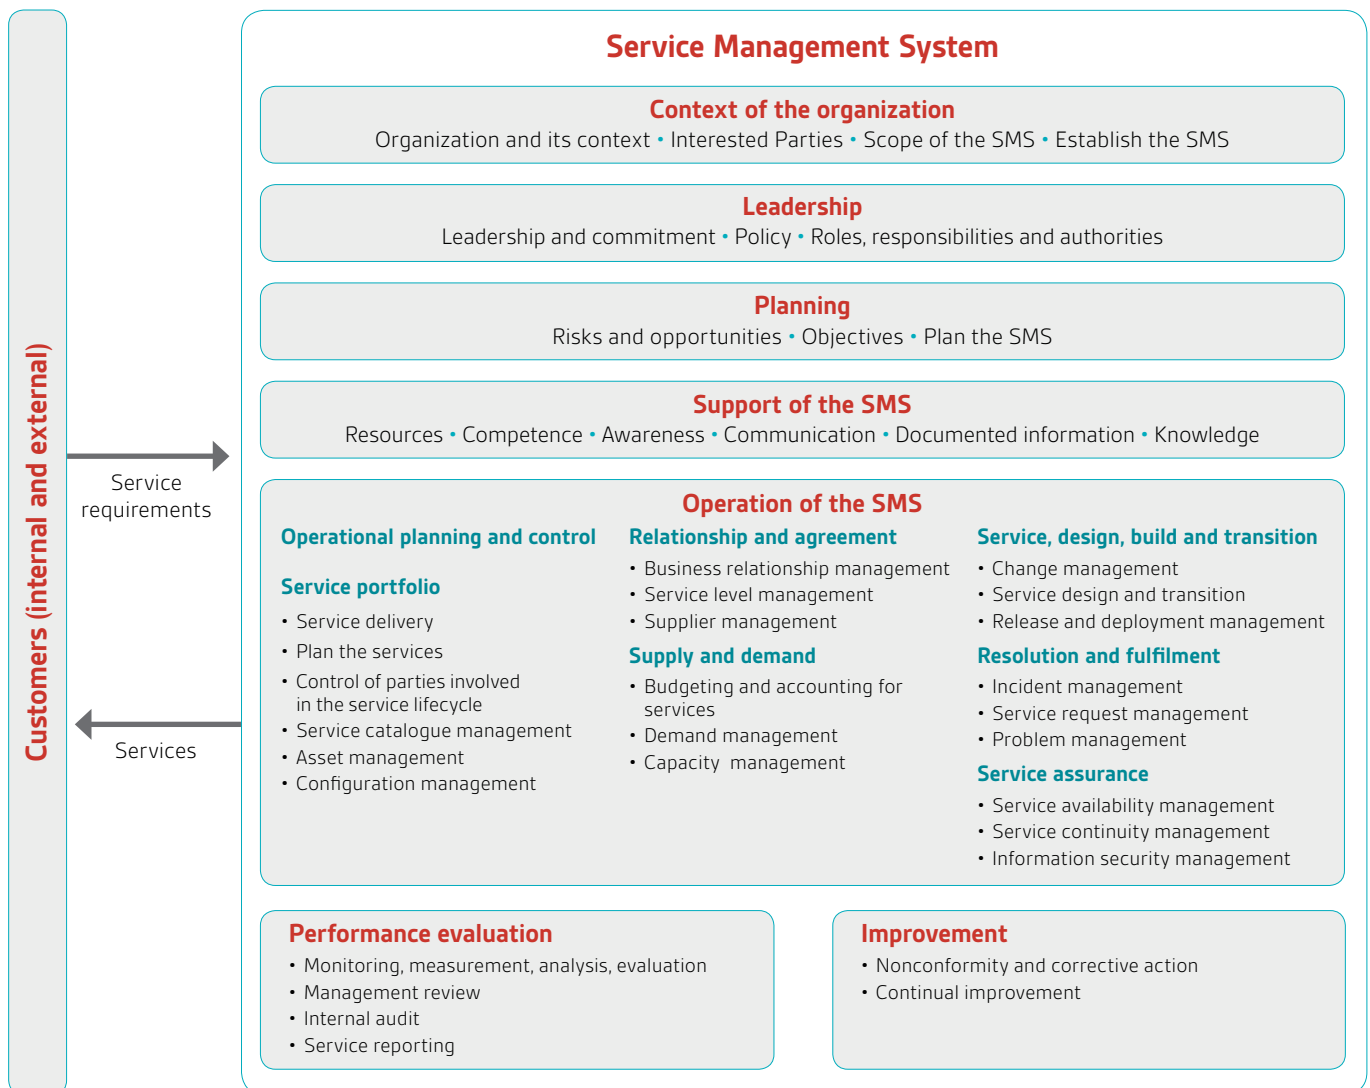 Customers (internal and external)
Service
requirements
Services
Service Management System
Context of the organization
Organization and its context • Interested Parties • Scope of the SMS • Establish the SMS
Leadership
Leadership and commitment • Policy • Roles, responsibilities and authorities
Planning
Risks and opportunities • Objectives • Plan the SMS
Support of the SMS
Resources • Competence • Awareness • Communication • Documented information • Knowledge
Operation of the SMS
Operational planning and control
Service portfolio
• Service delivery
• Plan the services
• Control of parties involved
in the service lifecycle
• Service catalogue management
• Asset management
• Configuration management
Relationship and agreement
• Business relationship management
• Service level management
• Supplier management
Supply and demand
• Budgeting and accounting for
services
• Demand management
• Capacity management
Service, design, build and transition
• Change management
• Service design and transition
• Release and deployment management
Resolution and fulfilment
• Incident management
• Service request management
• Problem management
Service assurance
• Service availability management
• Service continuity management
• Information security management
Performance evaluation
• Monitoring, measurement, analysis, evaluation
• Management review
• Internal audit
• Service reporting
Improvement
• Nonconformity and corrective action
• Continual improvement